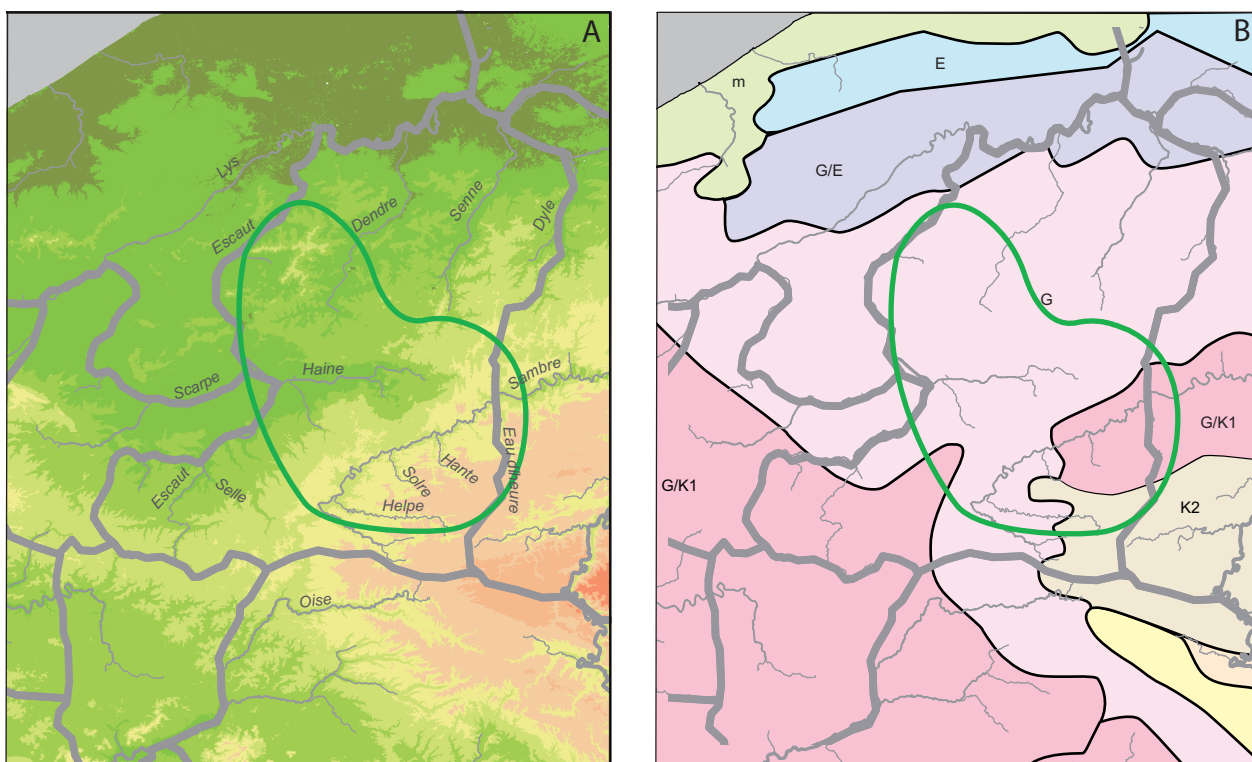 A
Lys
Escaut
Dendre
Senne
Dyle
Scarpe
Haine
Sambre
Escaut
Selle
Solre
Hante
Helpe
Eau d'heure
Oise
B
E
m
G/E
G
G/K1
G/K1
K2